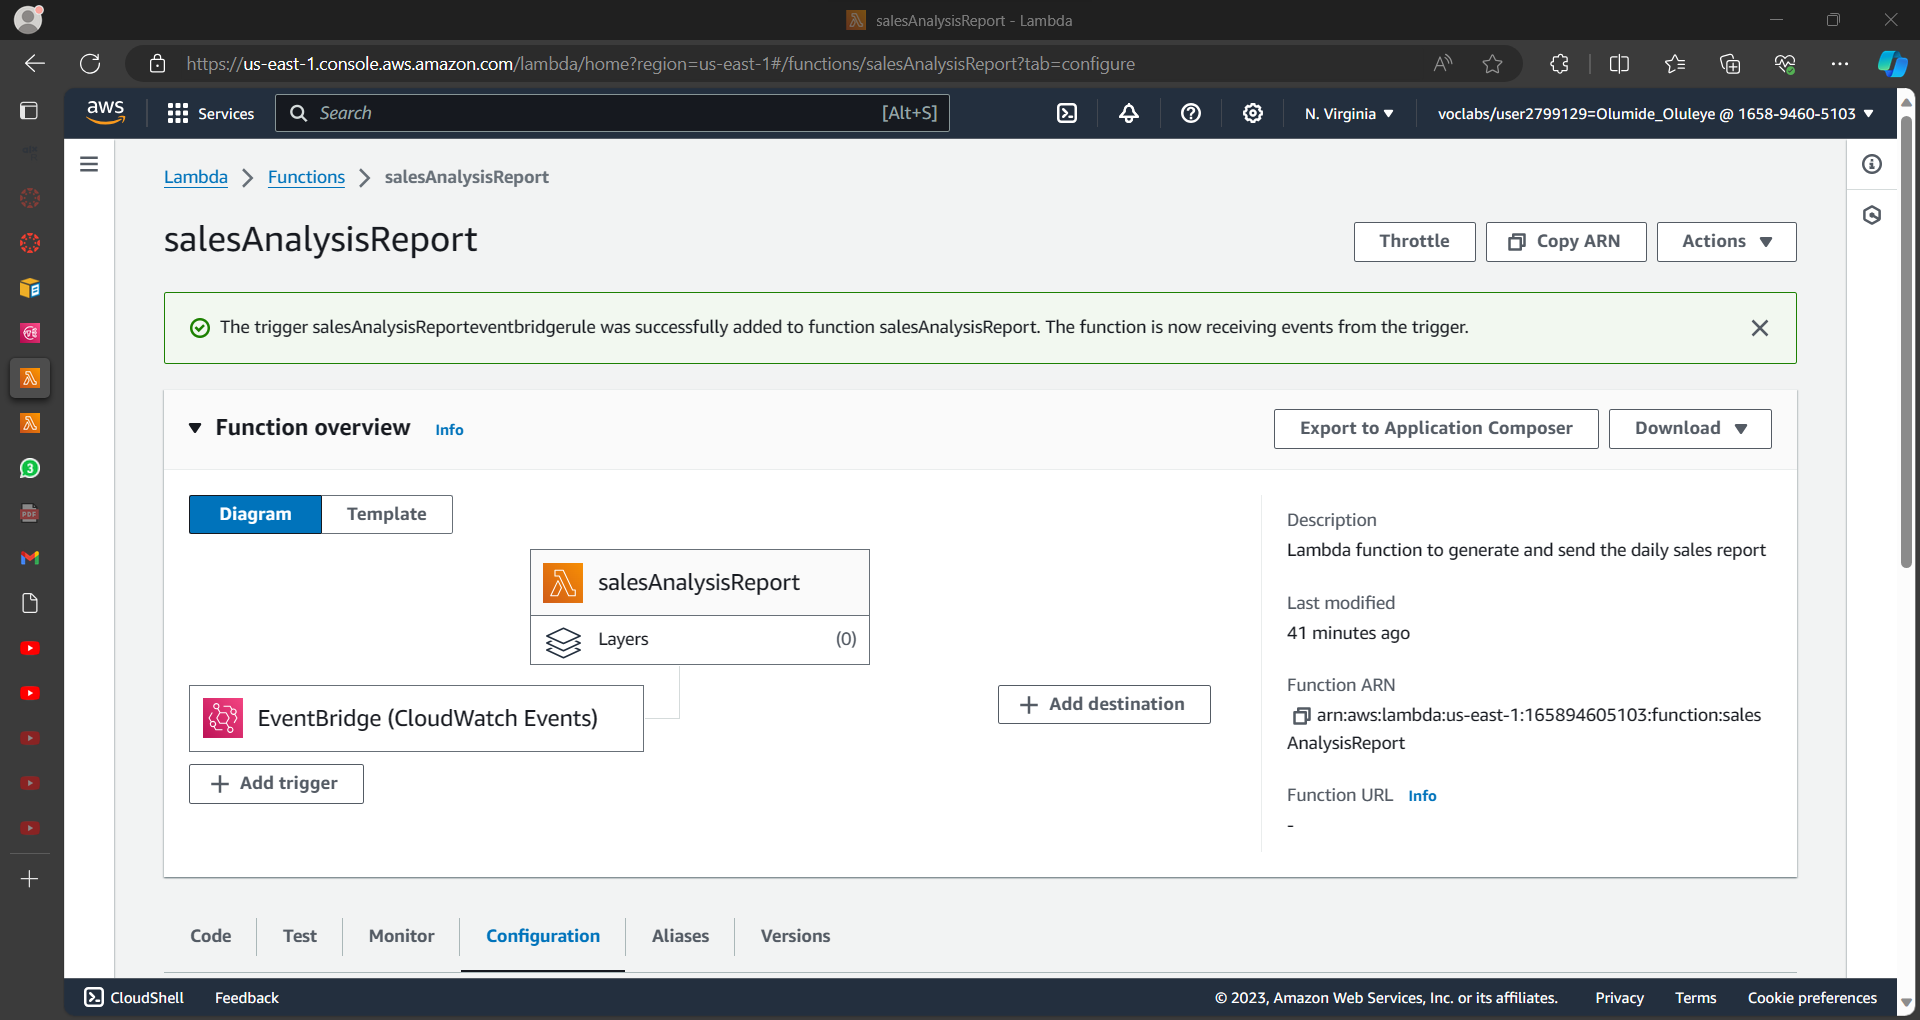 salesAnalysisReport - Lambda
https://us-east-1.console.aws.amazon.com/lambda/home?region=us-east-1#/functions/salesAnalysisReport?tab=configure
aws
Services
Search [Alt+S]
N. Virginia
voclabs/user2799129=Olumide_Oluleye @ 1658-9460-5103
Lambda > Functions > salesAnalysisReport
salesAnalysisReport
Throttle
Copy ARN
Actions
The trigger salesAnalysisReporteventbridgerule was successfully added to function salesAnalysisReport. The function is now receiving events from the trigger.
Function overview Info
Export to Application Composer
Download
Diagram
Template
salesAnalysisReport
Layers (0)
EventBridge (CloudWatch Events)
+ Add trigger
+ Add destination
Description
Lambda function to generate and send the daily sales report
Last modified
41 minutes ago
Function ARN
arn:aws:lambda:us-east-1:165894605103:function:sales
AnalysisReport
Function URL Info
-
Code
Test
Monitor
Configuration
Aliases
Versions
CloudShell
Feedback
© 2023, Amazon Web Services, Inc. or its affiliates.
Privacy
Terms
Cookie preferences
3
PDF